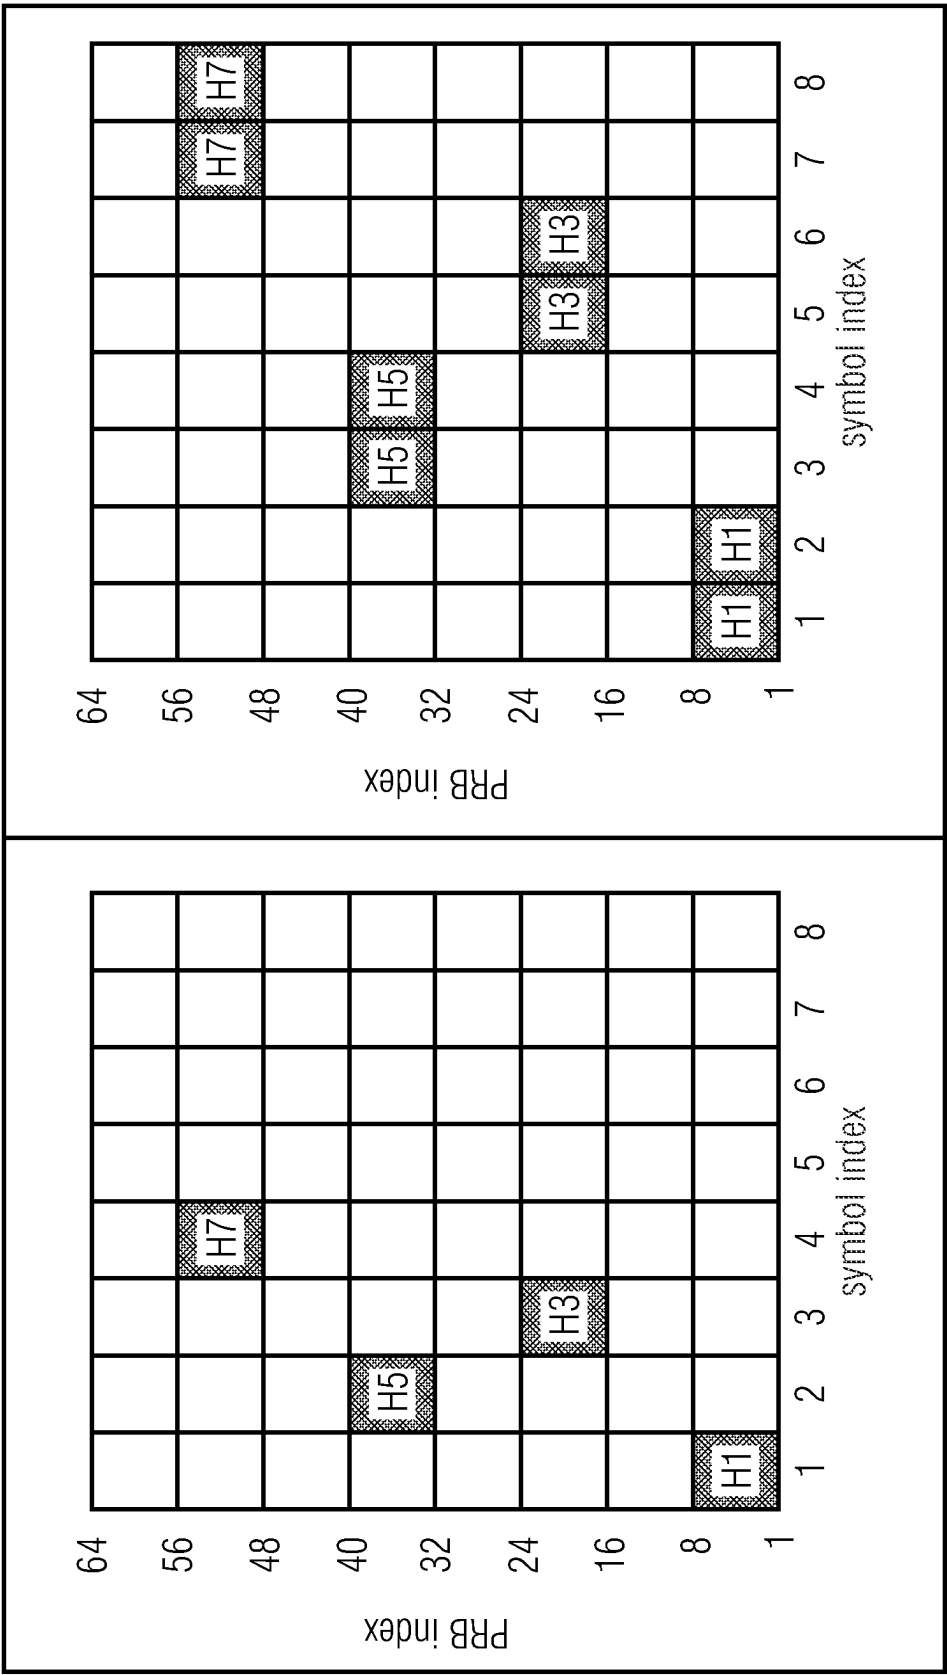 PRB index
64
56
H7
48
40
H5
32
24
H3
16
8
H1
1
1 2 3 4 5 6 7 8
symbol index
PRB index
64
56
H7 H7
48
40
H5 H5
32
24
H3 H3
16
8
H1 H1
1
1 2 3 4 5 6 7 8
symbol index